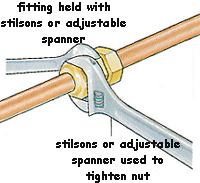 fitting held with
stilsons or adjustable
spanner
stilsons or adjustable
spanner used to
tighten nut